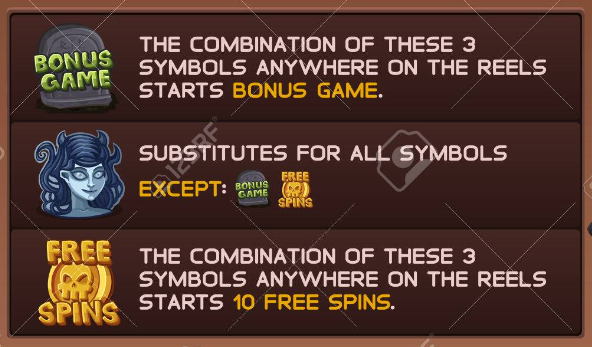 BONUS
GAME
THE COMBINATION OF THESE 3
SYMBOLS ANYWHERE ON THE REELS
STARTS BONUS GAME.
SUBSTITUTES FOR ALL SYMBOLS
EXCEPT:
BONUS
GAME
FREE
SPINS
FREE
SPINS
THE COMBINATION OF THESE 3
SYMBOLS ANYWHERE ON THE REELS
STARTS 10 FREE SPINS.